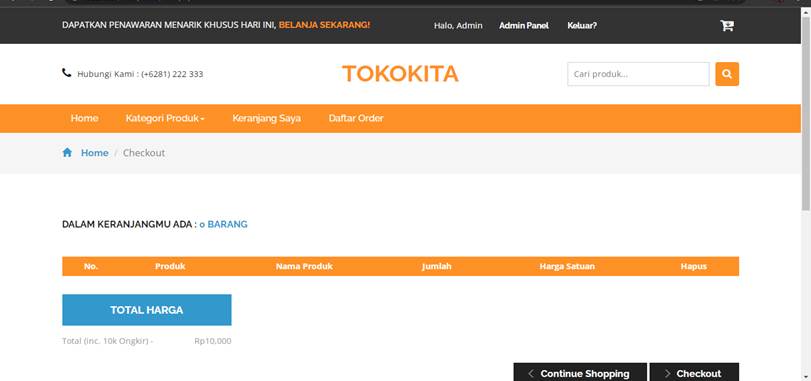 DAPATKAN PENAWARAN MENARIK KHUSUS HARI INI, BELANJA SEKARANG! Halo, Admin Admin Panel Keluar?
Hubungi Kami : (+6281) 222 333 TOKOKITA Cari produk...
Home Kategori Produk Keranjang Saya Daftar Order
Home / Checkout
DALAM KERANJANGMU ADA : 0 BARANG
No. Produk Nama Produk Jumlah Harga Satuan Hapus
TOTAL HARGA
Total (inc. 10k Ongkir) - Rp10,000
Continue Shopping Checkout